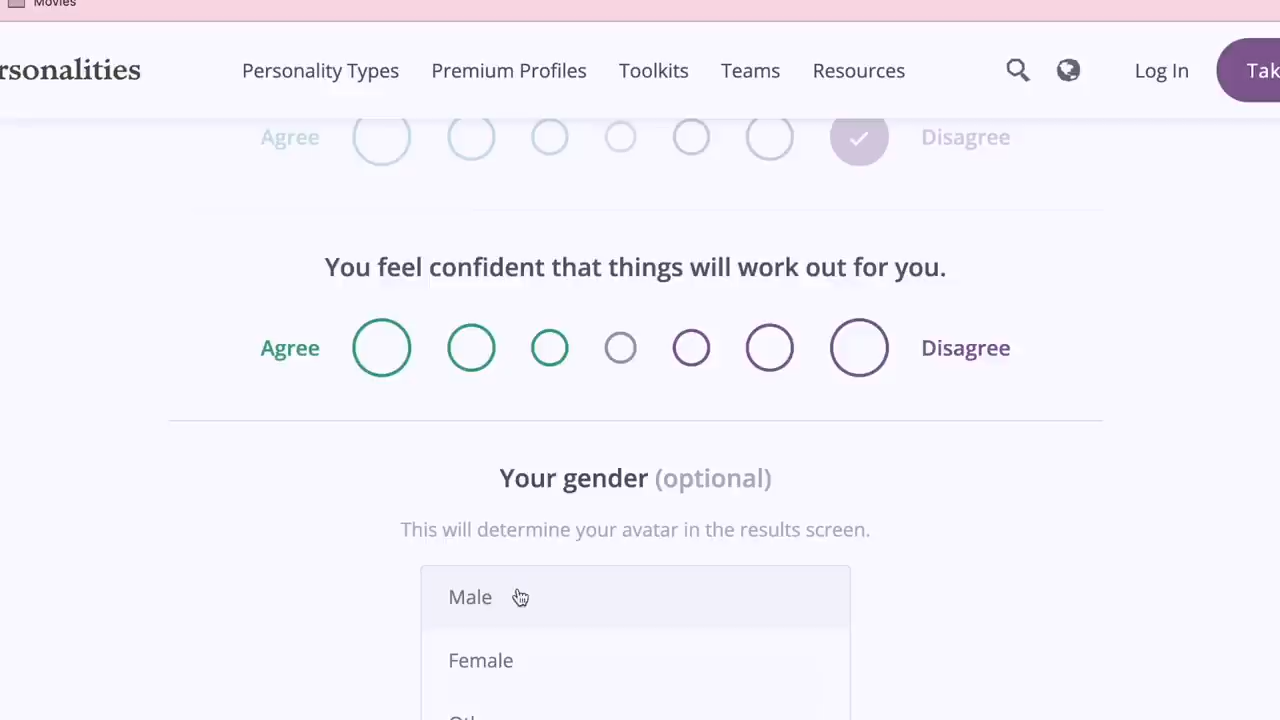 Movies
rsonalities Personality Types Premium Profiles Toolkits Teams Resources Log In Tak
Agree Disagree
You feel confident that things will work out for you.
Agree Disagree
Your gender (optional)
This will determine your avatar in the results screen.
Male
Female